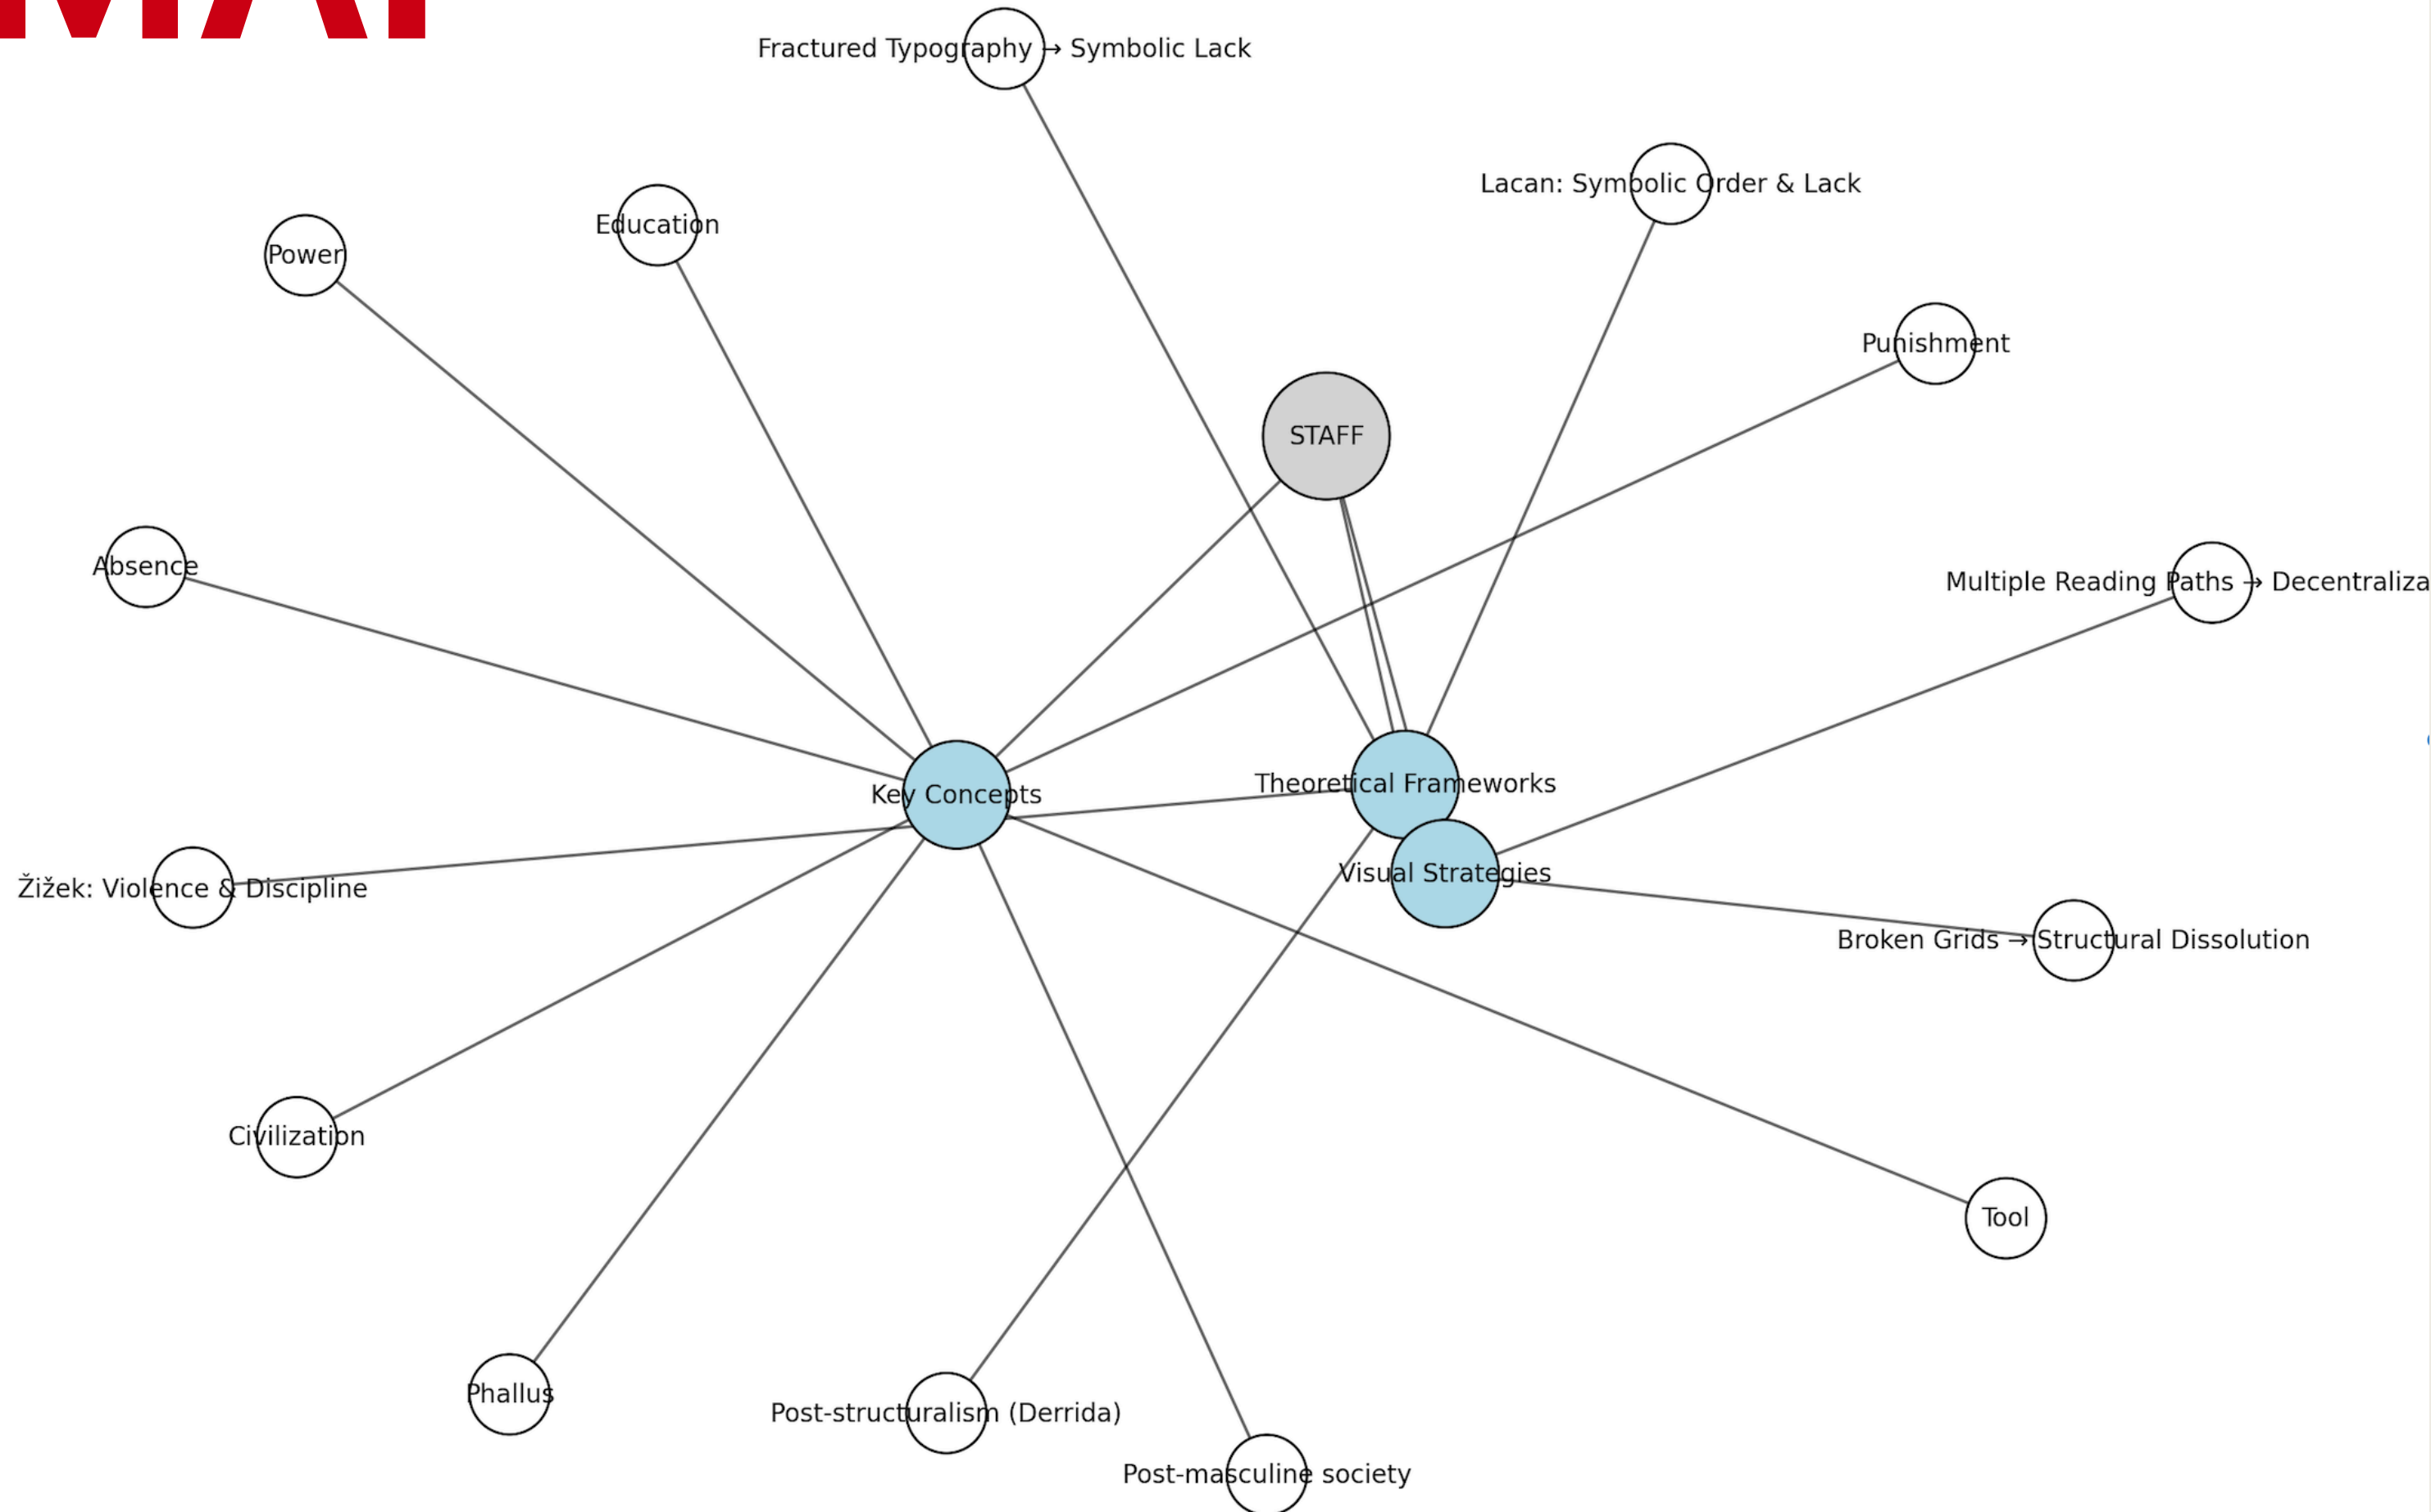 Fractured Typography → Symbolic Lack
Lacan: Symbolic Order & Lack
Education
Power
Punishment
STAFF
Absence
Multiple Reading Paths → Decentraliza
Theoretical Frameworks
Key Concepts
Visual Strategies
Žižek: Violence & Discipline
Broken Grids → Structural Dissolution
Civilization
Tool
Phallus
Post-structuralism (Derrida)
Post-masculine society